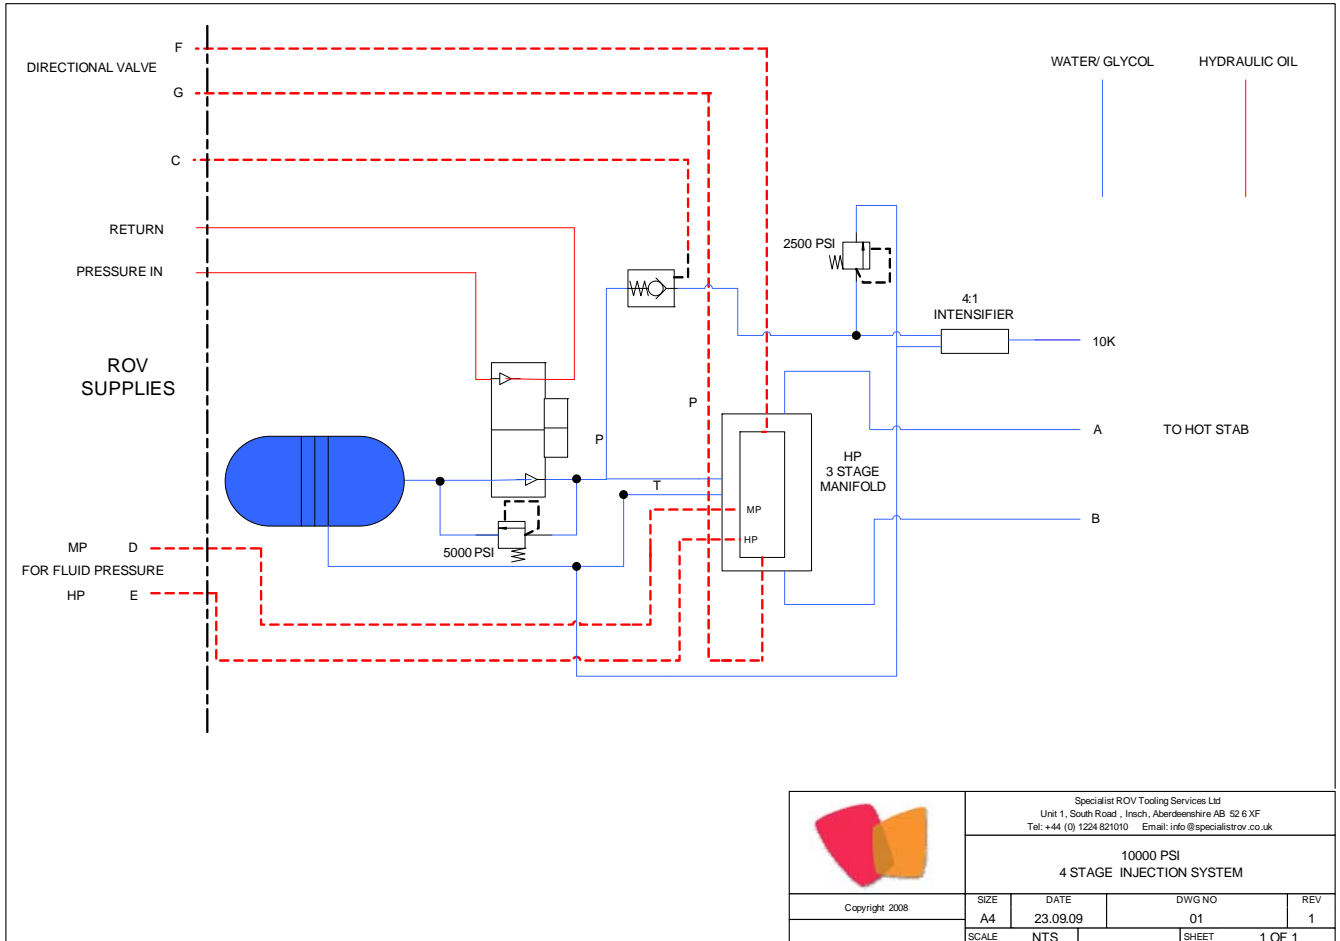 F
DIRECTIONAL VALVE
G
C
RETURN
PRESSURE IN
ROV
SUPPLIES
WATER/ GLYCOL
HYDRAULIC OIL
2500 PSI
4:1
INTENSIFIER
10K
P
P
T
A
TO HOT STAB
HP
3 STAGE
MANIFOLD
MP
HP
B
5000 PSI
MP D
FOR FLUID PRESSURE
HP E
Specialist ROV Tooling Services Ltd
Unit 1, South Road , Insch, Aberdeenshire AB 52 6 XF
Tel: +44 (0) 1224 821010 Email: info @specialistrov.co.uk
10000 PSI
4 STAGE INJECTION SYSTEM
Copyright 2008
SIZE DATE DWG NO REV
A4 23.09.09 01 1
SCALE NTS SHEET 1 OF 1